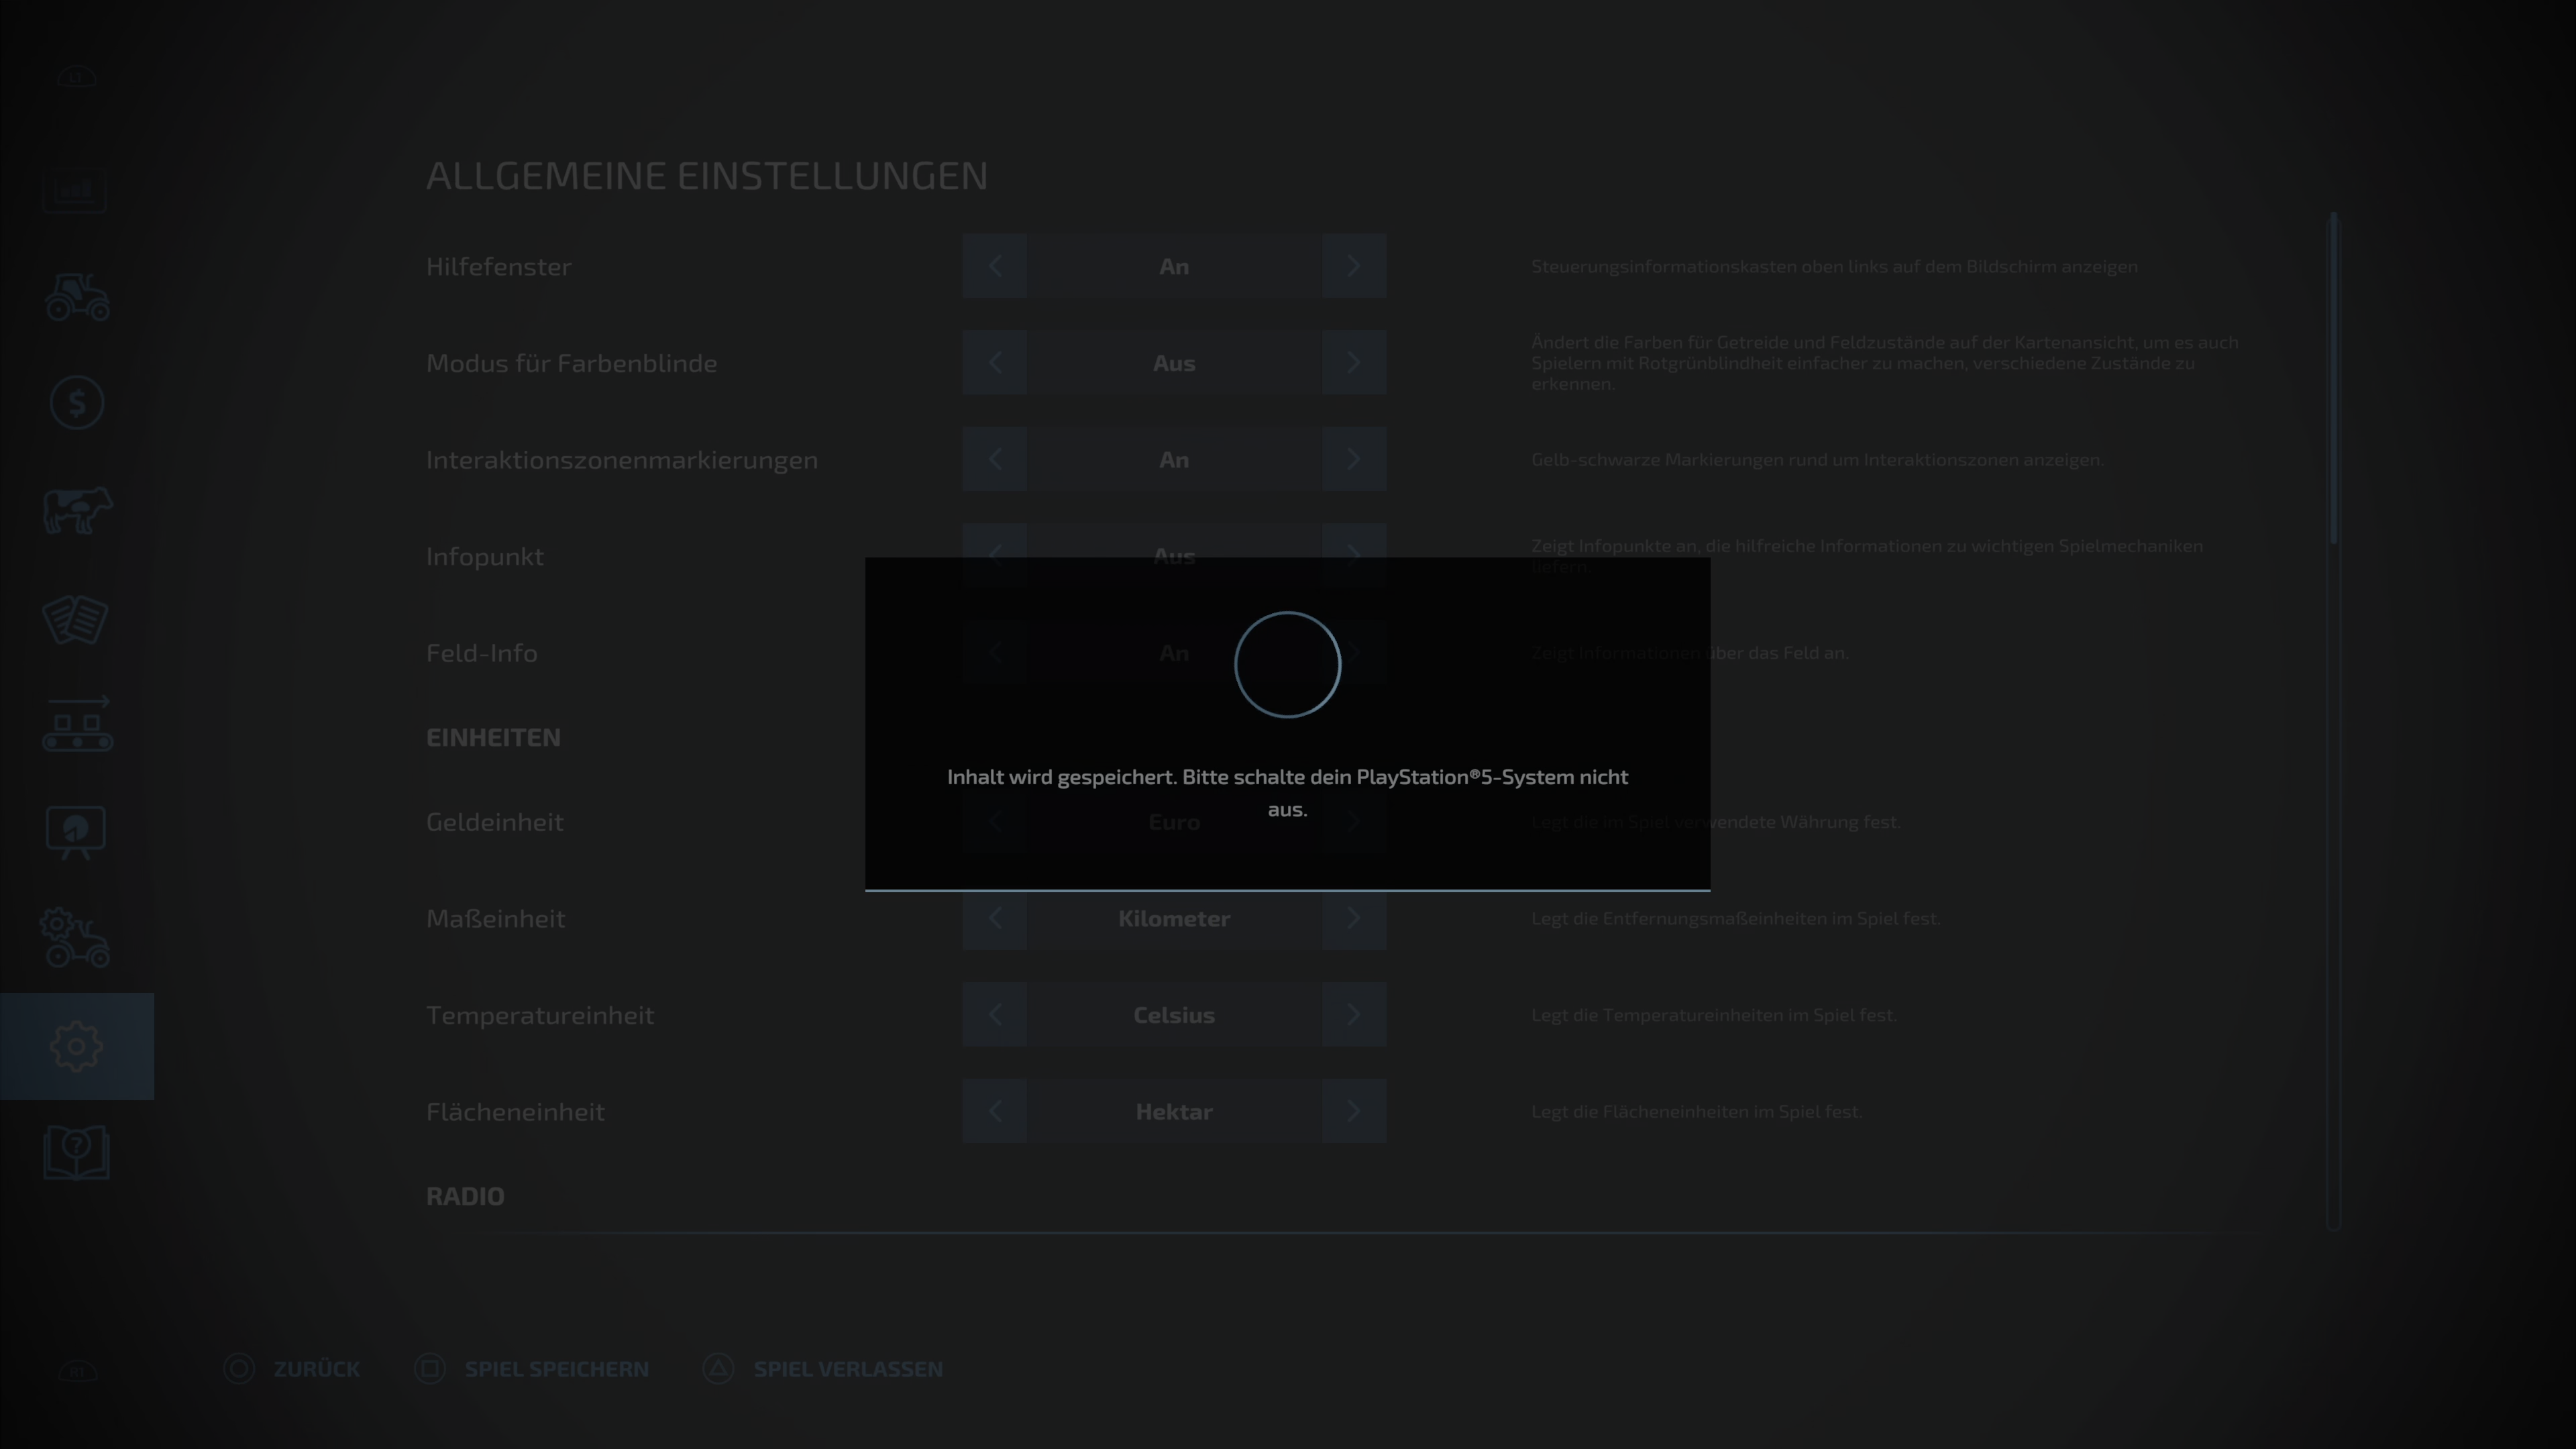 ALLGEMEINE EINSTELLUNGEN
Hilfefenster
An
Steuerungsinformationskasten oben links auf dem Bildschirm anzeigen
Modus für Farbenblinde
Aus
Ändert die Farben für Getreide und Feldzustände auf der Kartenansicht, um es auch
Spielern mit Rotgrünblindheit einfacher zu machen, verschiedene Zustände zu
erkennen.
Interaktionszonenmarkierungen
An
Gelb-schwarze Markierungen rund um Interaktionszonen anzeigen.
Infopunkt
Aus
Zeigt Infopunkte an, die hilfreiche Informationen zu wichtigen Spielmechaniken
liefern.
Feld-Info
An
Zeigt Informationen über das Feld an.
Inhalt wird gespeichert. Bitte schalte dein PlayStation®5-System nicht
aus.
EINHEITEN
Geldeinheit
Euro
Legt die im Spiel verwendete Währung fest.
Maßeinheit
Kilometer
Legt die Entfernungsmaßeinheiten im Spiel fest.
Temperatureinheit
Celsius
Legt die Temperatureinheiten im Spiel fest.
Flächeneinheit
Hektar
Legt die Flächeneinheiten im Spiel fest.
RADIO
ZURÜCK
SPIEL SPEICHERN
SPIEL VERLASSEN